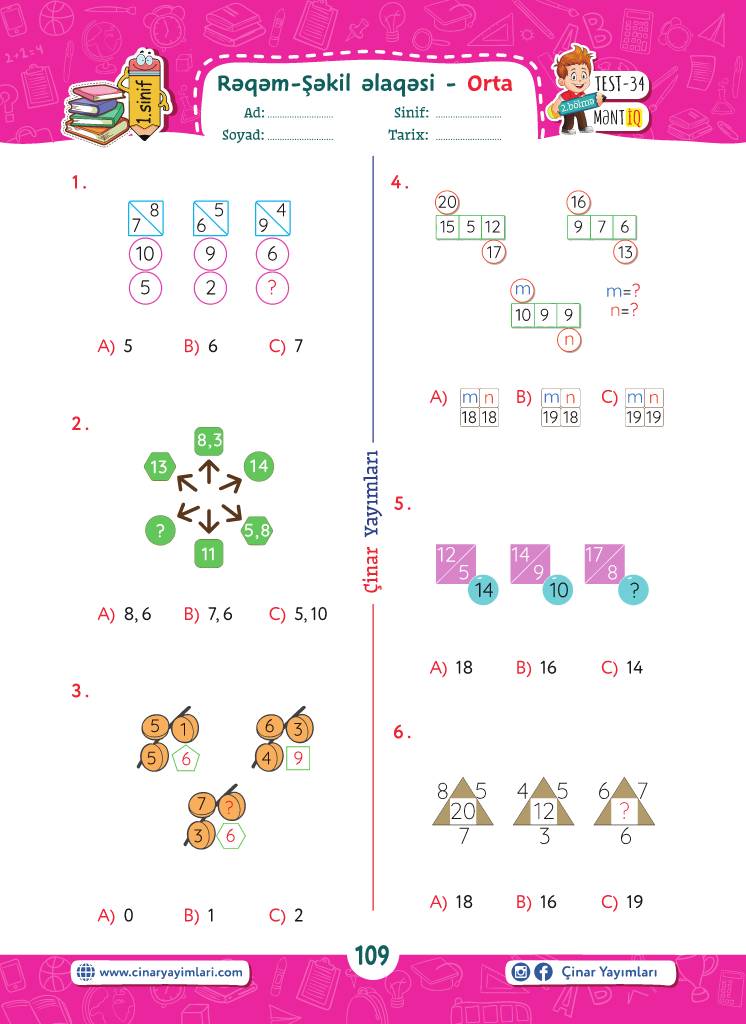 Rəqəm-Şəkil əlaqəsi - Orta
Ad: ......................
Sinif: ......................
Soyad: ......................
Tarix: ......................
1.sinif
TEST-34
2.bölmə
MƏNTİQ
1.
8 5 4
7 6 9
10 9 6
5 2 ?
A) 5 B) 6 C) 7
2.
8,3
13 14
? 5,8
11
A) 8,6 B) 7,6 C) 5,10
3.
5 1 6 3
5 6 4 9
7 ?
3 6
A) 0 B) 1 C) 2
Çinar Yayımları
4.
20 16
15 5 12 9 7 6
17 13
m m=?
10 9 9 n=?
n
A) m n B) m n C) m n
18 18 19 18 19 19
5.
12 14 17
5 9 8
14 10 ?
A) 18 B) 16 C) 14
6.
8 5 4 5 6 7
20 12 ?
7 3 6
A) 18 B) 16 C) 19
109
www.cinaryayimlari.com
Çinar Yayımları